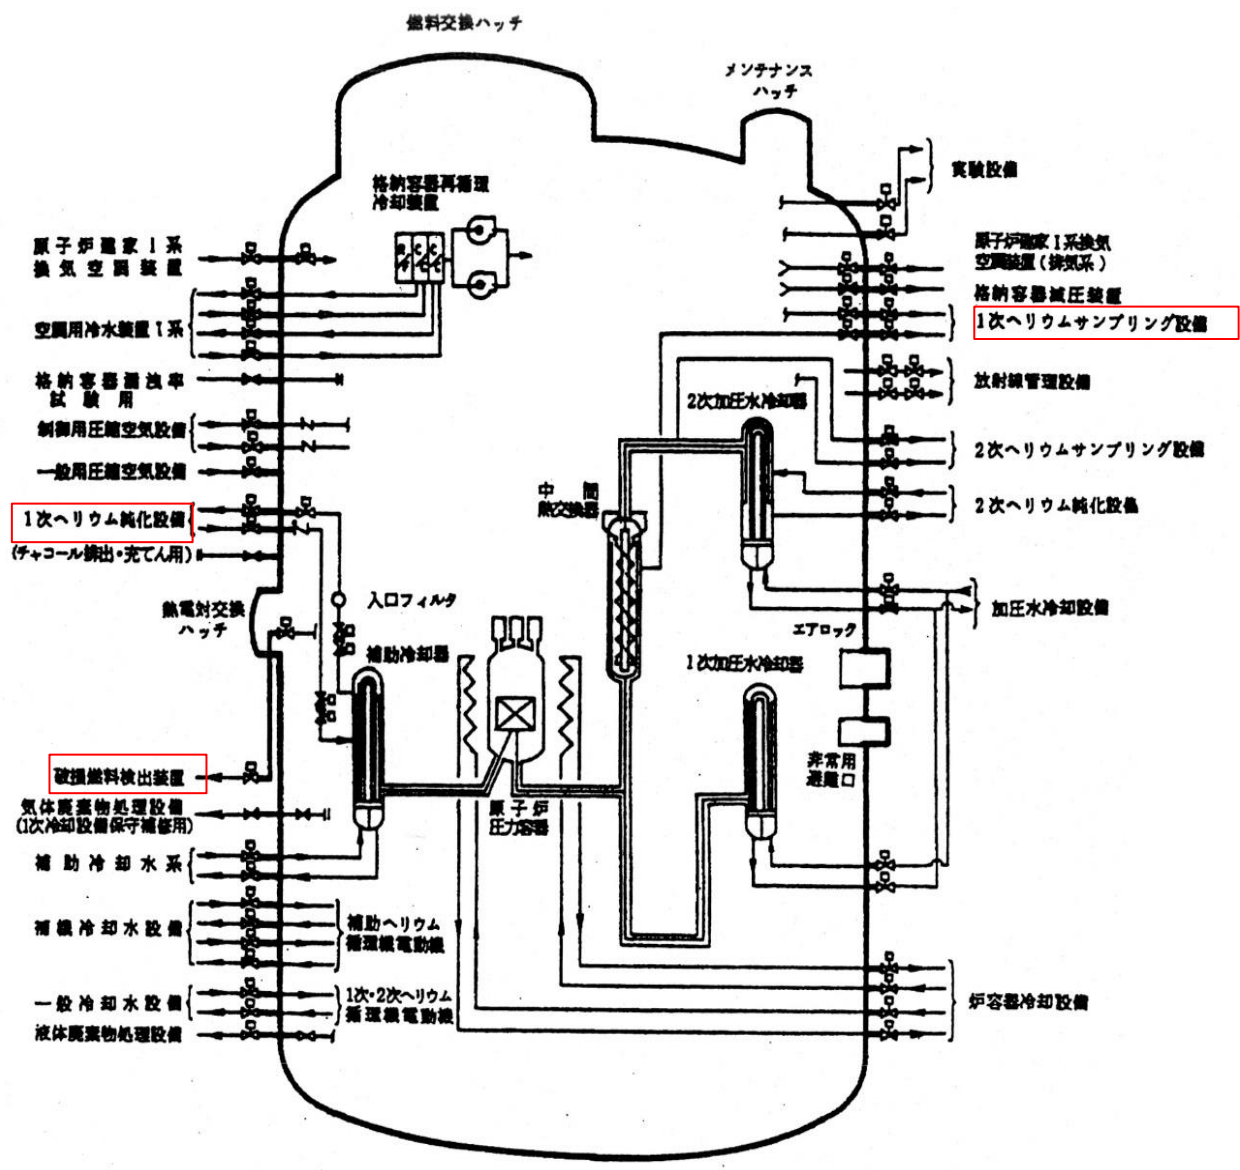 燃料交換ハッチ
メンテナンス
ハッチ
格納容器再循環
冷却装置
実験設備
原子炉建家Ⅰ系
換気空調装置
空調用冷水装置Ⅰ系
格納容器漏洩率
試験用
制御用圧縮空気設備
一般用圧縮空気設備
1次ヘリウム純化設備
(チャコール排出・充てん用)
熱電対交換
ハッチ
入口フィルタ
補助冷却器
破損燃料検出装置
気体廃棄物処理設備
(1次冷却設備保守補修用)
補助冷却水系
補機冷却水設備
補助ヘリウム
循環機電動機
一般冷却水設備
1次・2次ヘリウム
循環機電動機
液体廃棄物処理設備
原子炉
圧力容器
中間
熱交換器
2次加圧水冷却器
1次加圧水冷却器
原子炉建家Ⅰ系換気
空調装置(排気系)
格納容器減圧装置
1次ヘリウムサンプリング設備
放射線管理設備
2次ヘリウムサンプリング設備
2次ヘリウム純化設備
加圧水冷却設備
エアロック
非常用
避難口
炉容器冷却設備